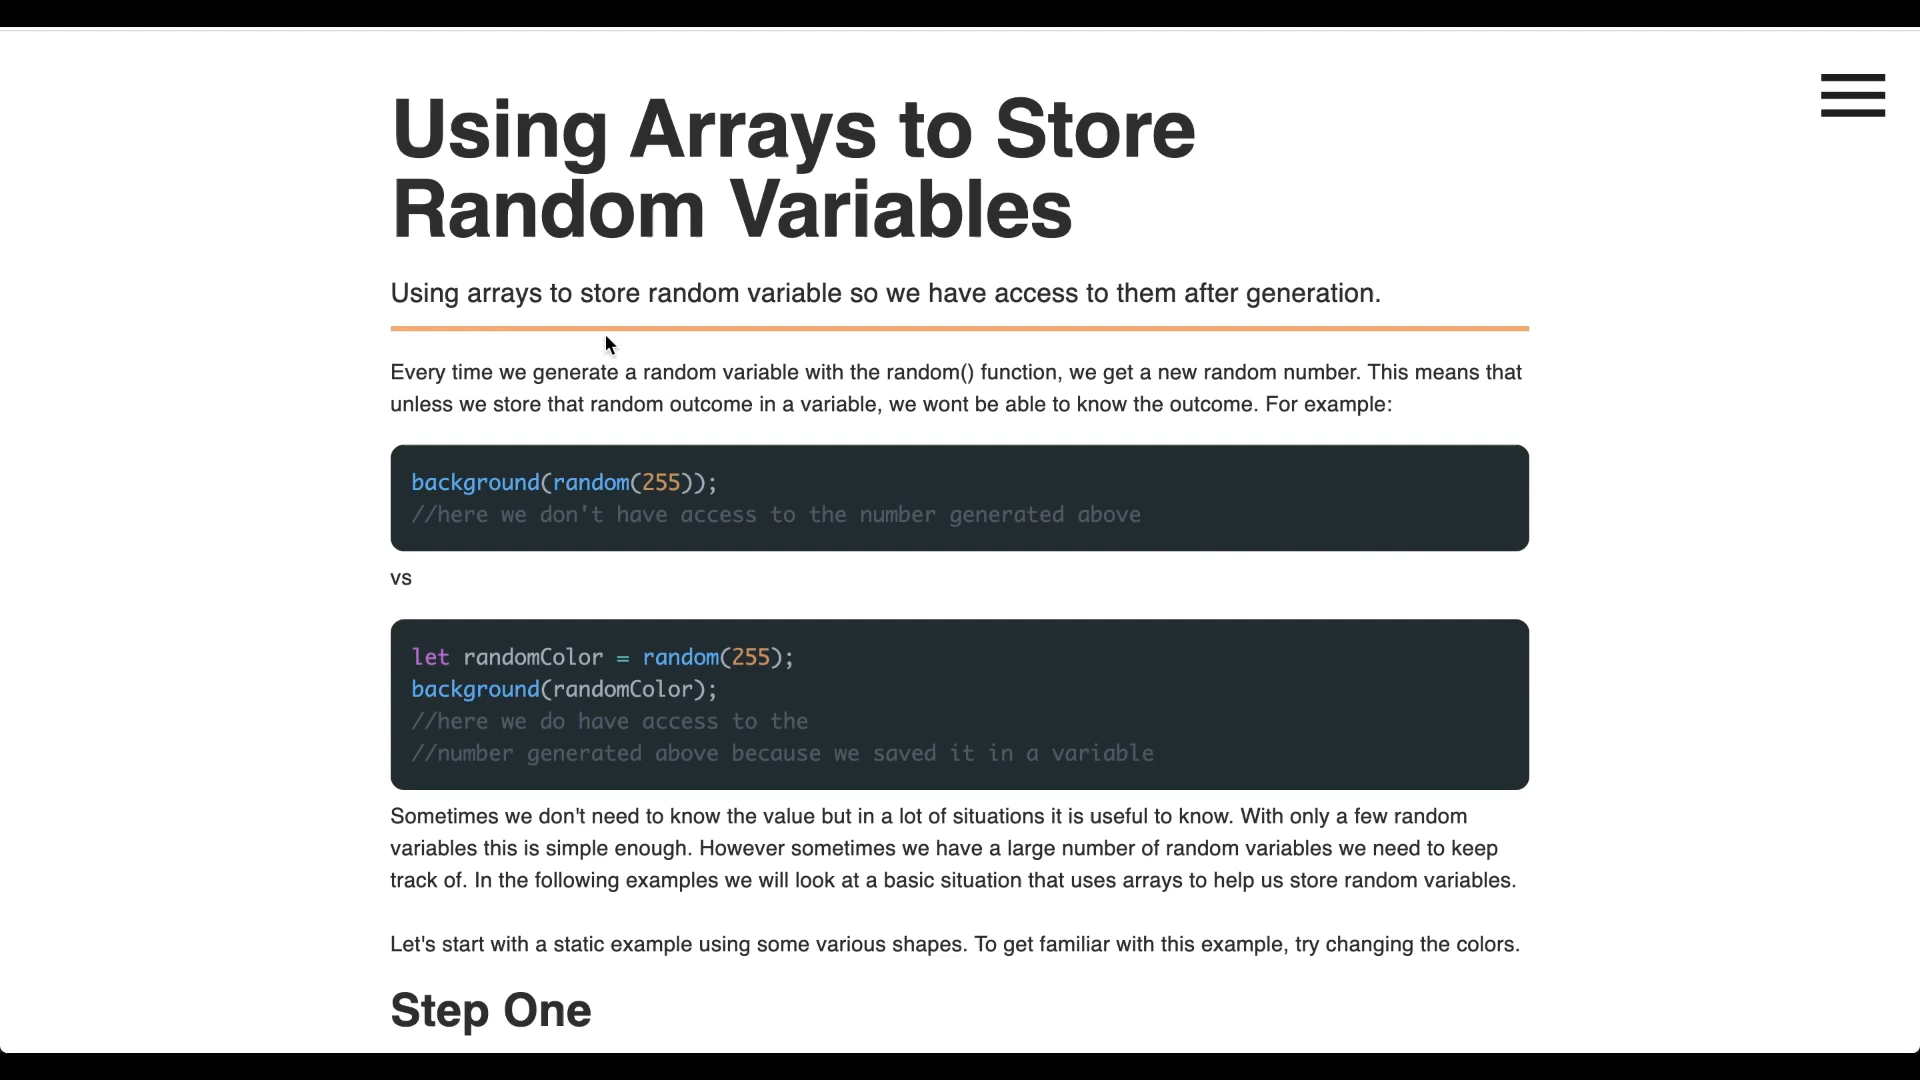 Using Arrays to Store
Random Variables
Using arrays to store random variable so we have access to them after generation.
Every time we generate a random variable with the random() function, we get a new random number. This means that
unless we store that random outcome in a variable, we wont be able to know the outcome. For example:
background(random(255));
//here we don't have access to the number generated above
vs
let randomColor = random(255);
background(randomColor);
//here we do have access to the
//number generated above because we saved it in a variable
Sometimes we don't need to know the value but in a lot of situations it is useful to know. With only a few random
variables this is simple enough. However sometimes we have a large number of random variables we need to keep
track of. In the following examples we will look at a basic situation that uses arrays to help us store random variables.
Let's start with a static example using some various shapes. To get familiar with this example, try changing the colors.
Step One